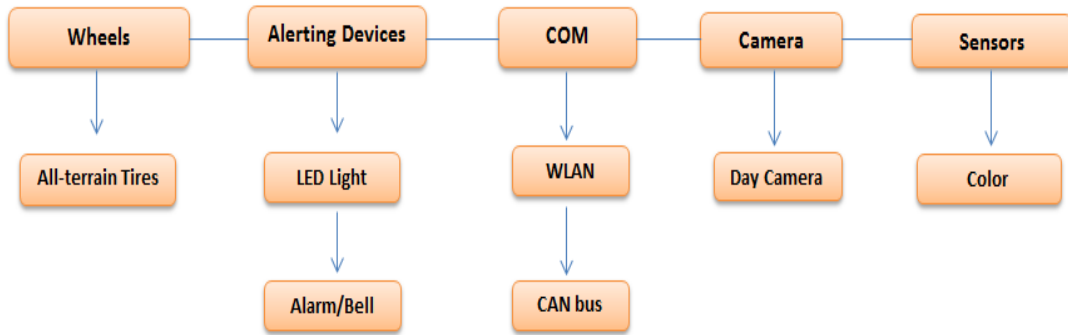 Wheels
Alerting Devices
COM
Camera
Sensors
All-terrain Tires
LED Light
WLAN
Day Camera
Color
Alarm/Bell
CAN bus